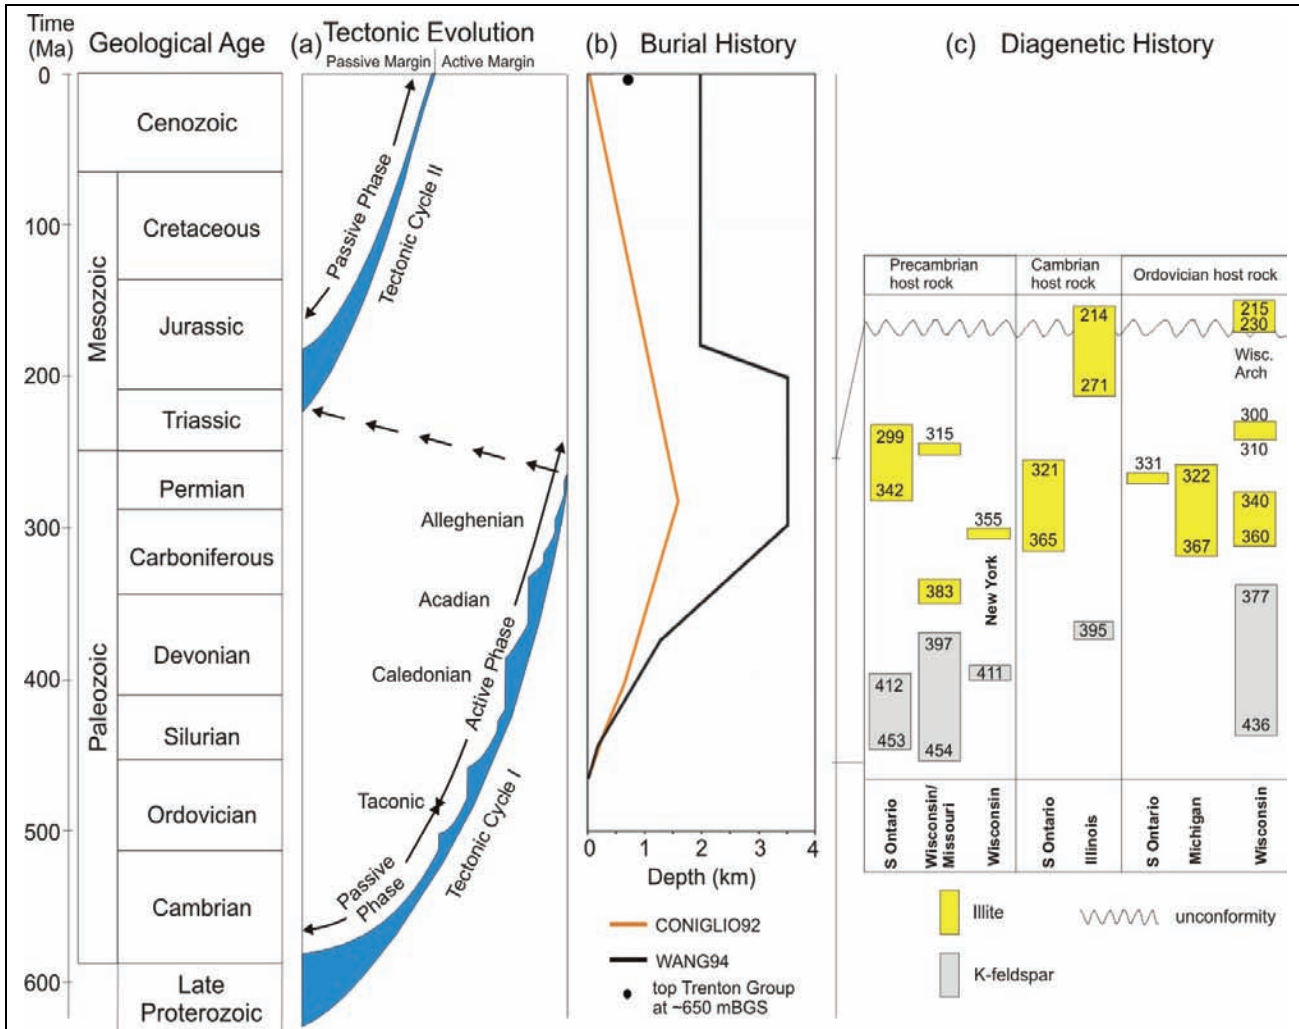 Time
(Ma)
Geological Age
(a) Tectonic Evolution
Passive Margin
Active Margin
(b) Burial History
(c) Diagenetic History
0
100
200
300
400
500
600
Cenozoic
Mesozoic
Cretaceous
Jurassic
Triassic
Paleozoic
Permian
Carboniferous
Devonian
Silurian
Ordovician
Cambrian
Late
Proterozoic
Passive Phase
Tectonic Cycle II
Alleghenian
Acadian
Caledonian
Taconic
Active Phase
Passive
Phase
Tectonic Cycle I
0 1 2 3 4
Depth (km)
CONIGLIO92
WANG94
top Trenton Group
at ~650 mBGS
Precambrian
host rock
Cambrian
host rock
Ordovician host rock
299
342
412
453
315
383
397
454
355
New York
411
321
365
214
271
395
331
322
367
215
230
Wisc.
Arch
300
310
340
360
377
436
S Ontario
Wisconsin/
Missouri
Wisconsin
S Ontario
Illinois
S Ontario
Michigan
Wisconsin
Illite
unconformity
K-feldspar